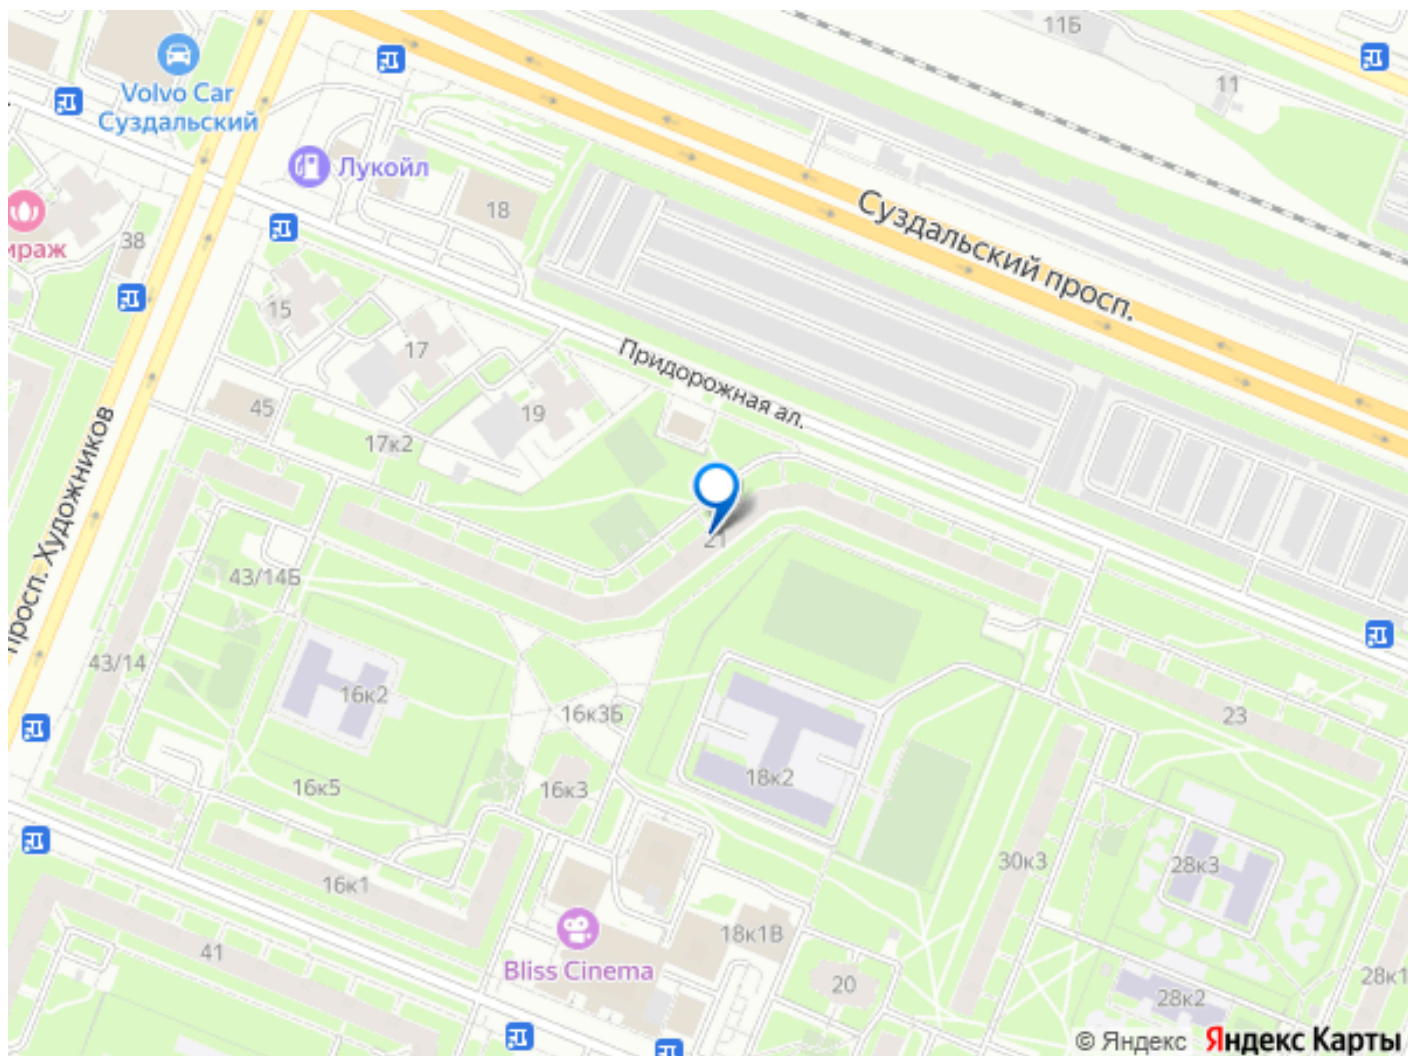 11Б
11
Volvo Car
Суздальский
Лукойл
18
Суздальский просп.
38
ираж
15
17
Придорожная ал.
19
45
17к2
просп. Художников
21
43/14Б
43/14
16к2
16к3Б
23
18к2
16к5
16к3
30к3
28к3
16к1
18к1В
41
Bliss Cinema
20
28к1
28к2
© Яндекс Яндекс Карты